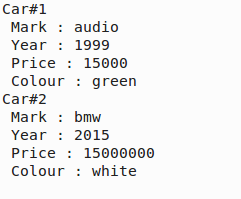 Car#1
Mark : audio
Year : 1999
Price : 15000
Colour : green
Car#2
Mark : bmw
Year : 2015
Price : 15000000
Colour : white